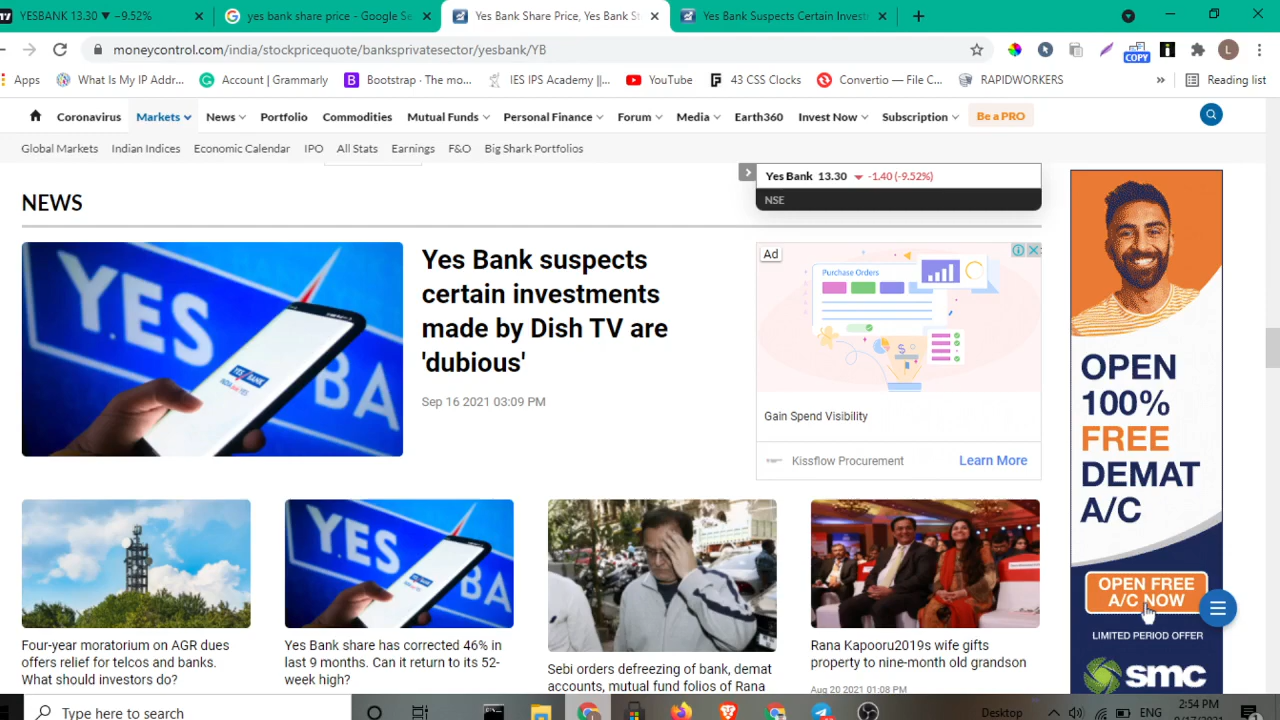 YESBANK 13.30 ▼ −9.52%
yes bank share price - Google Se
Yes Bank Share Price, Yes Bank St
Yes Bank Suspects Certain Invest
moneycontrol.com/india/stockpricequote/banksprivatesector/yesbank/YB
COPY
L
Apps
What Is My IP Addr...
Account | Grammarly
Bootstrap · The mo...
IES IPS Academy ||...
YouTube
43 CSS Clocks
Convertio — File C...
RAPIDWORKERS
»
Reading list
Coronavirus
Markets
News
Portfolio
Commodities
Mutual Funds
Personal Finance
Forum
Media
Earth360
Invest Now
Subscription
Be a PRO
Global Markets
Indian Indices
Economic Calendar
IPO
All Stats
Earnings
F&O
Big Shark Portfolios
Yes Bank 13.30 -1.40 (-9.52%)
NSE
NEWS
YES
BA
YES BANK
Yes Bank suspects
certain investments
made by Dish TV are
'dubious'
Sep 16 2021 03:09 PM
Ad
Purchase Orders
Gain Spend Visibility
Kissflow Procurement
Learn More
OPEN
100%
FREE
DEMAT
A/C
OPEN FREE
A/C NOW
LIMITED PERIOD OFFER
smc
YES
BA
Four-year moratorium on AGR dues
offers relief for telcos and banks.
What should investors do?
Yes Bank share has corrected 46% in
last 9 months. Can it return to its 52-
week high?
Sebi orders defreezing of bank, demat
accounts, mutual fund folios of Rana
Rana Kapooru2019s wife gifts
property to nine-month old grandson
Aug 20 2021 01:08 PM
Type here to search
Desktop
ENG
2:54 PM